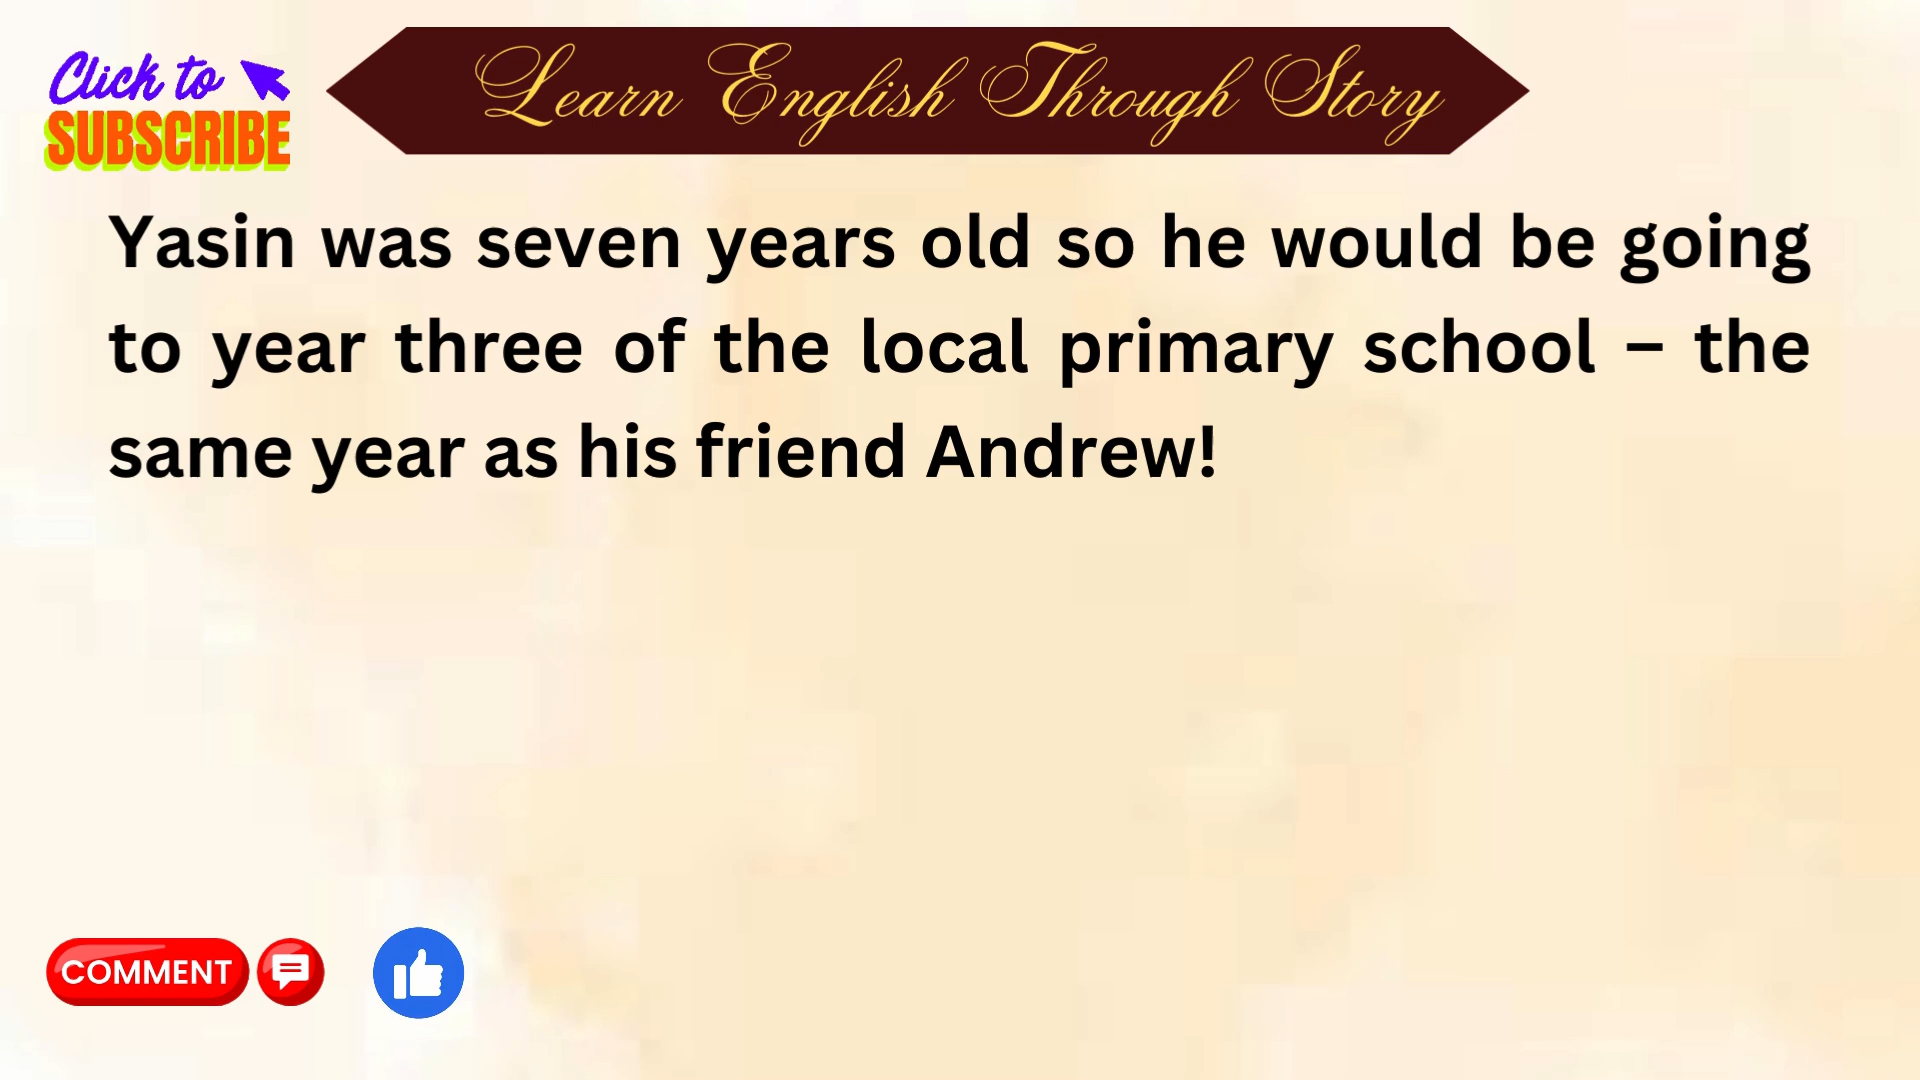 Click to
SUBSCRIBE
Learn English Through Story
Yasin was seven years old so he would be going
to year three of the local primary school – the
same year as his friend Andrew!
COMMENT